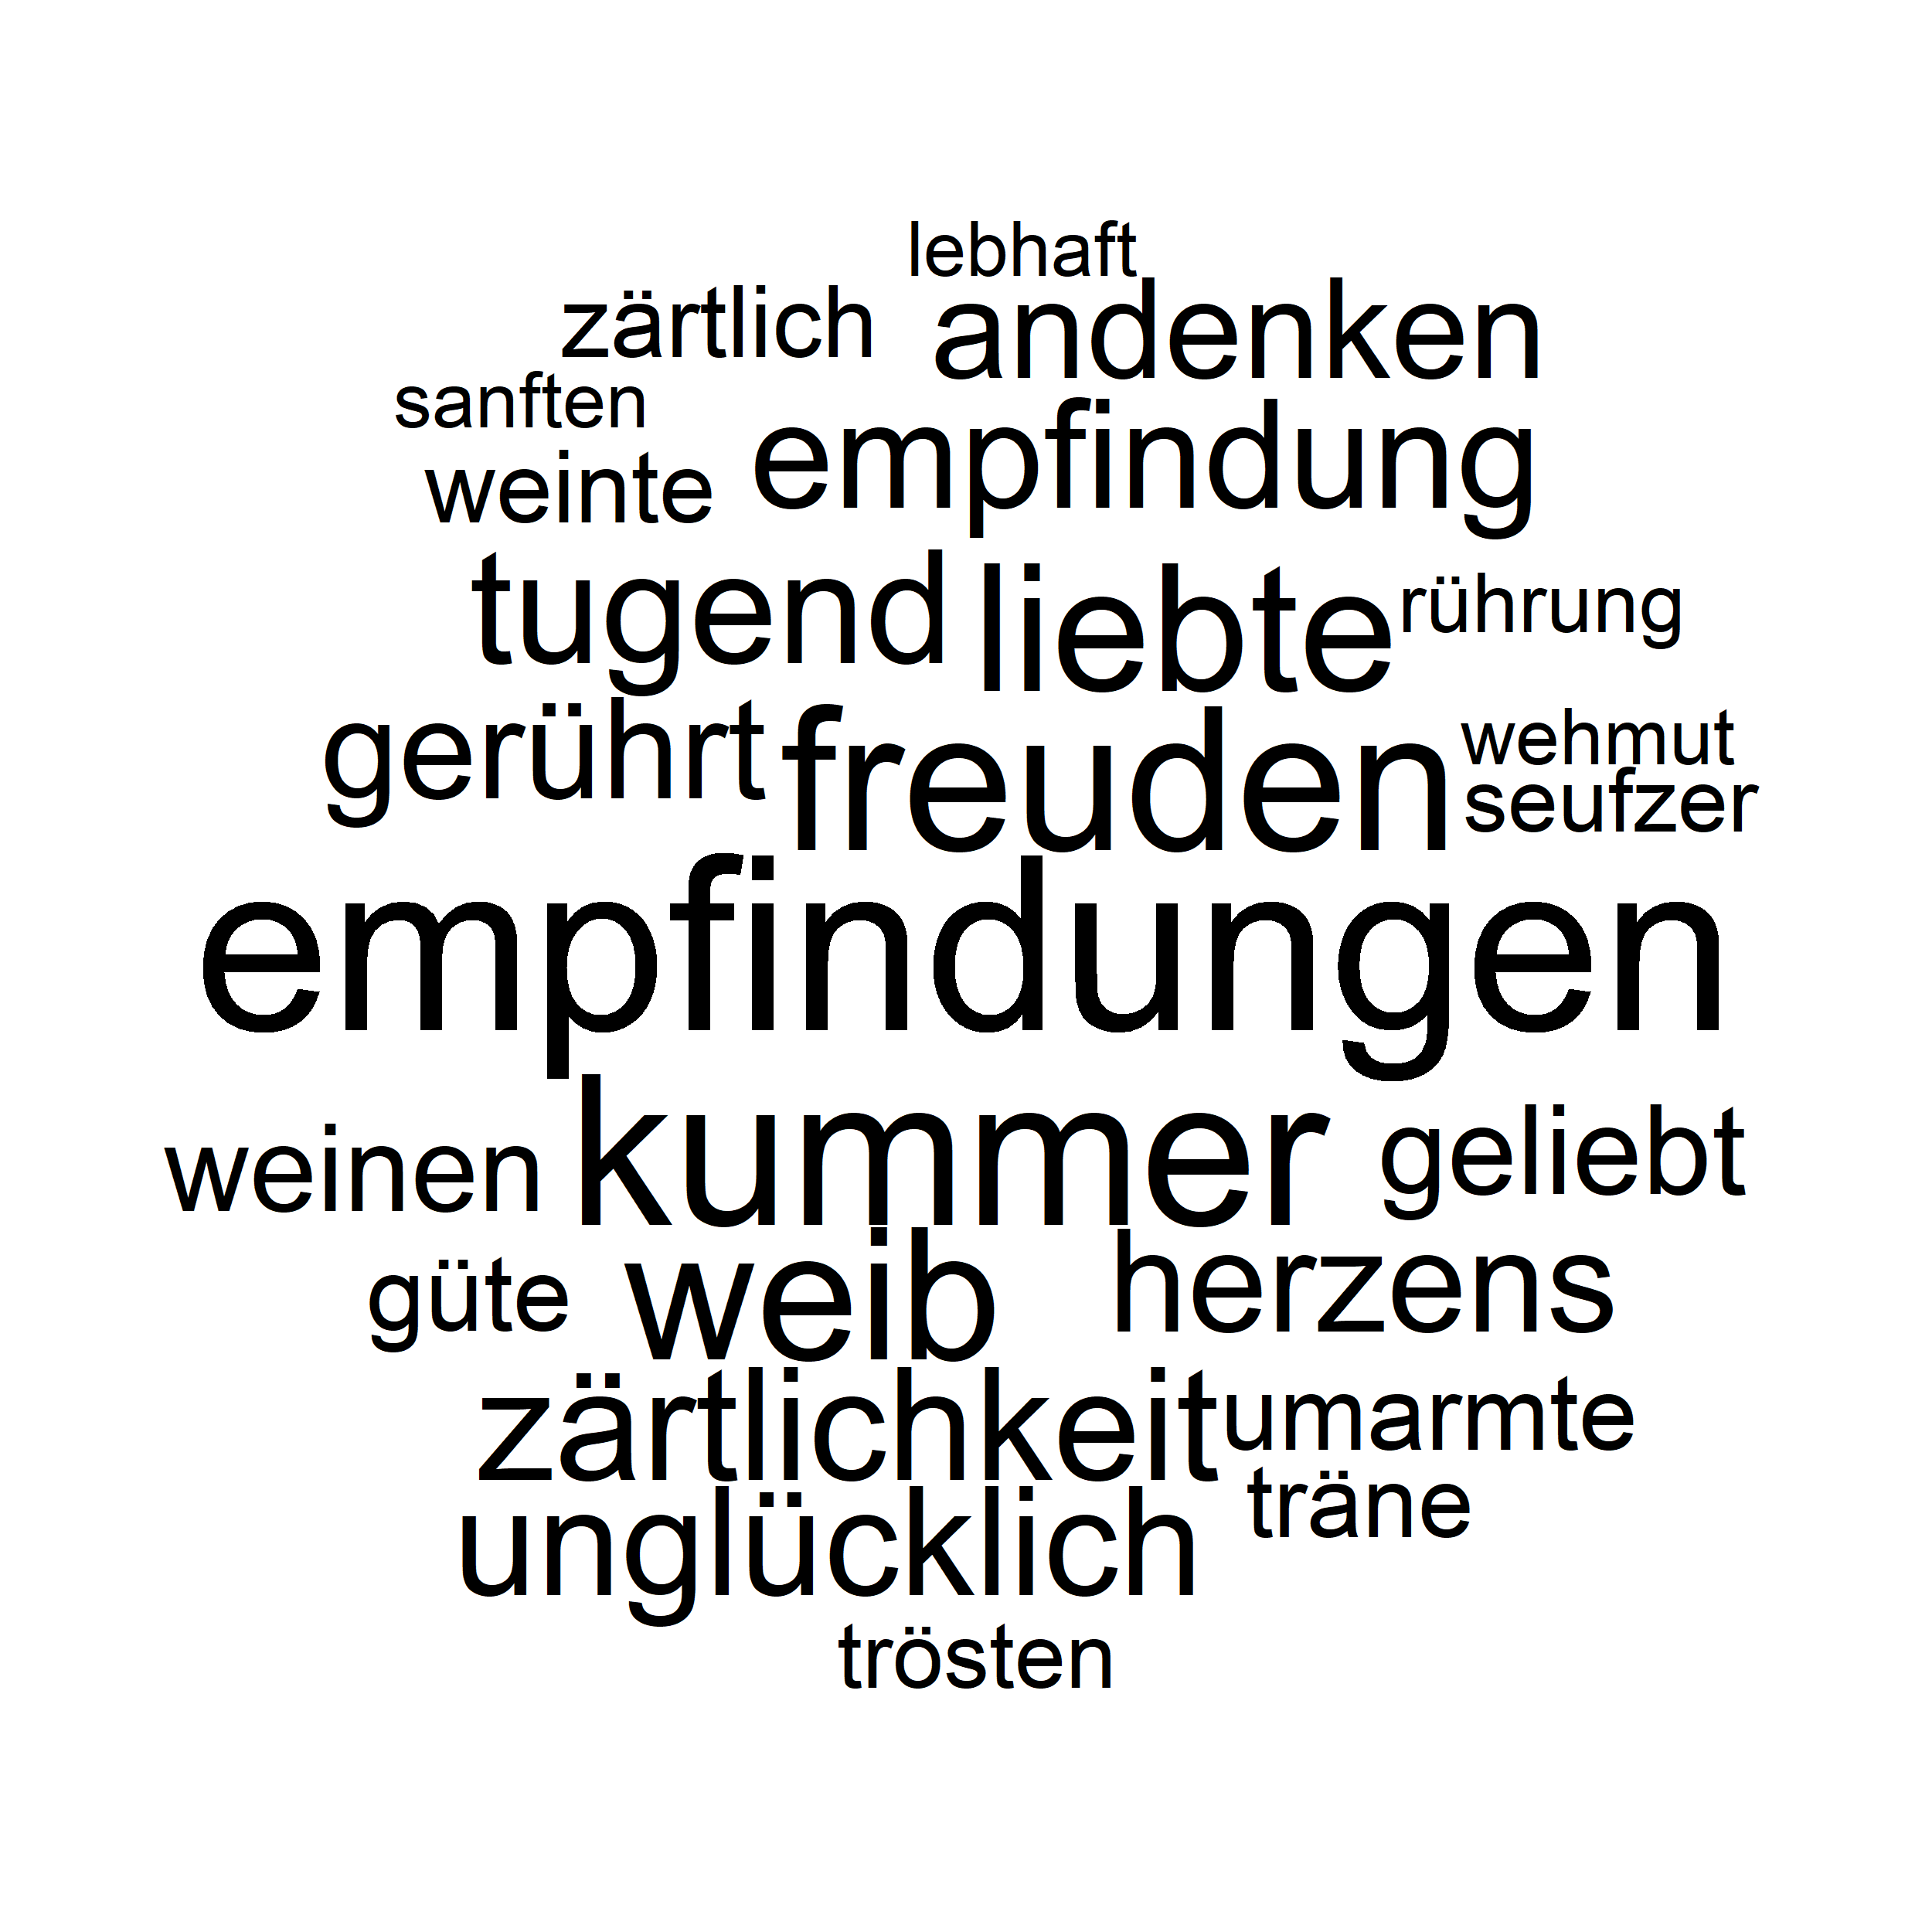 lebhaft
zärtlich andenken
sanften
weinte empfindung
tugend liebte rührung
gerührt freuden wehmut
seufzer
empfindungen
weinen kummer geliebt
güte weib herzens
zärtlichkeit umarmte
unglücklich träne
trösten